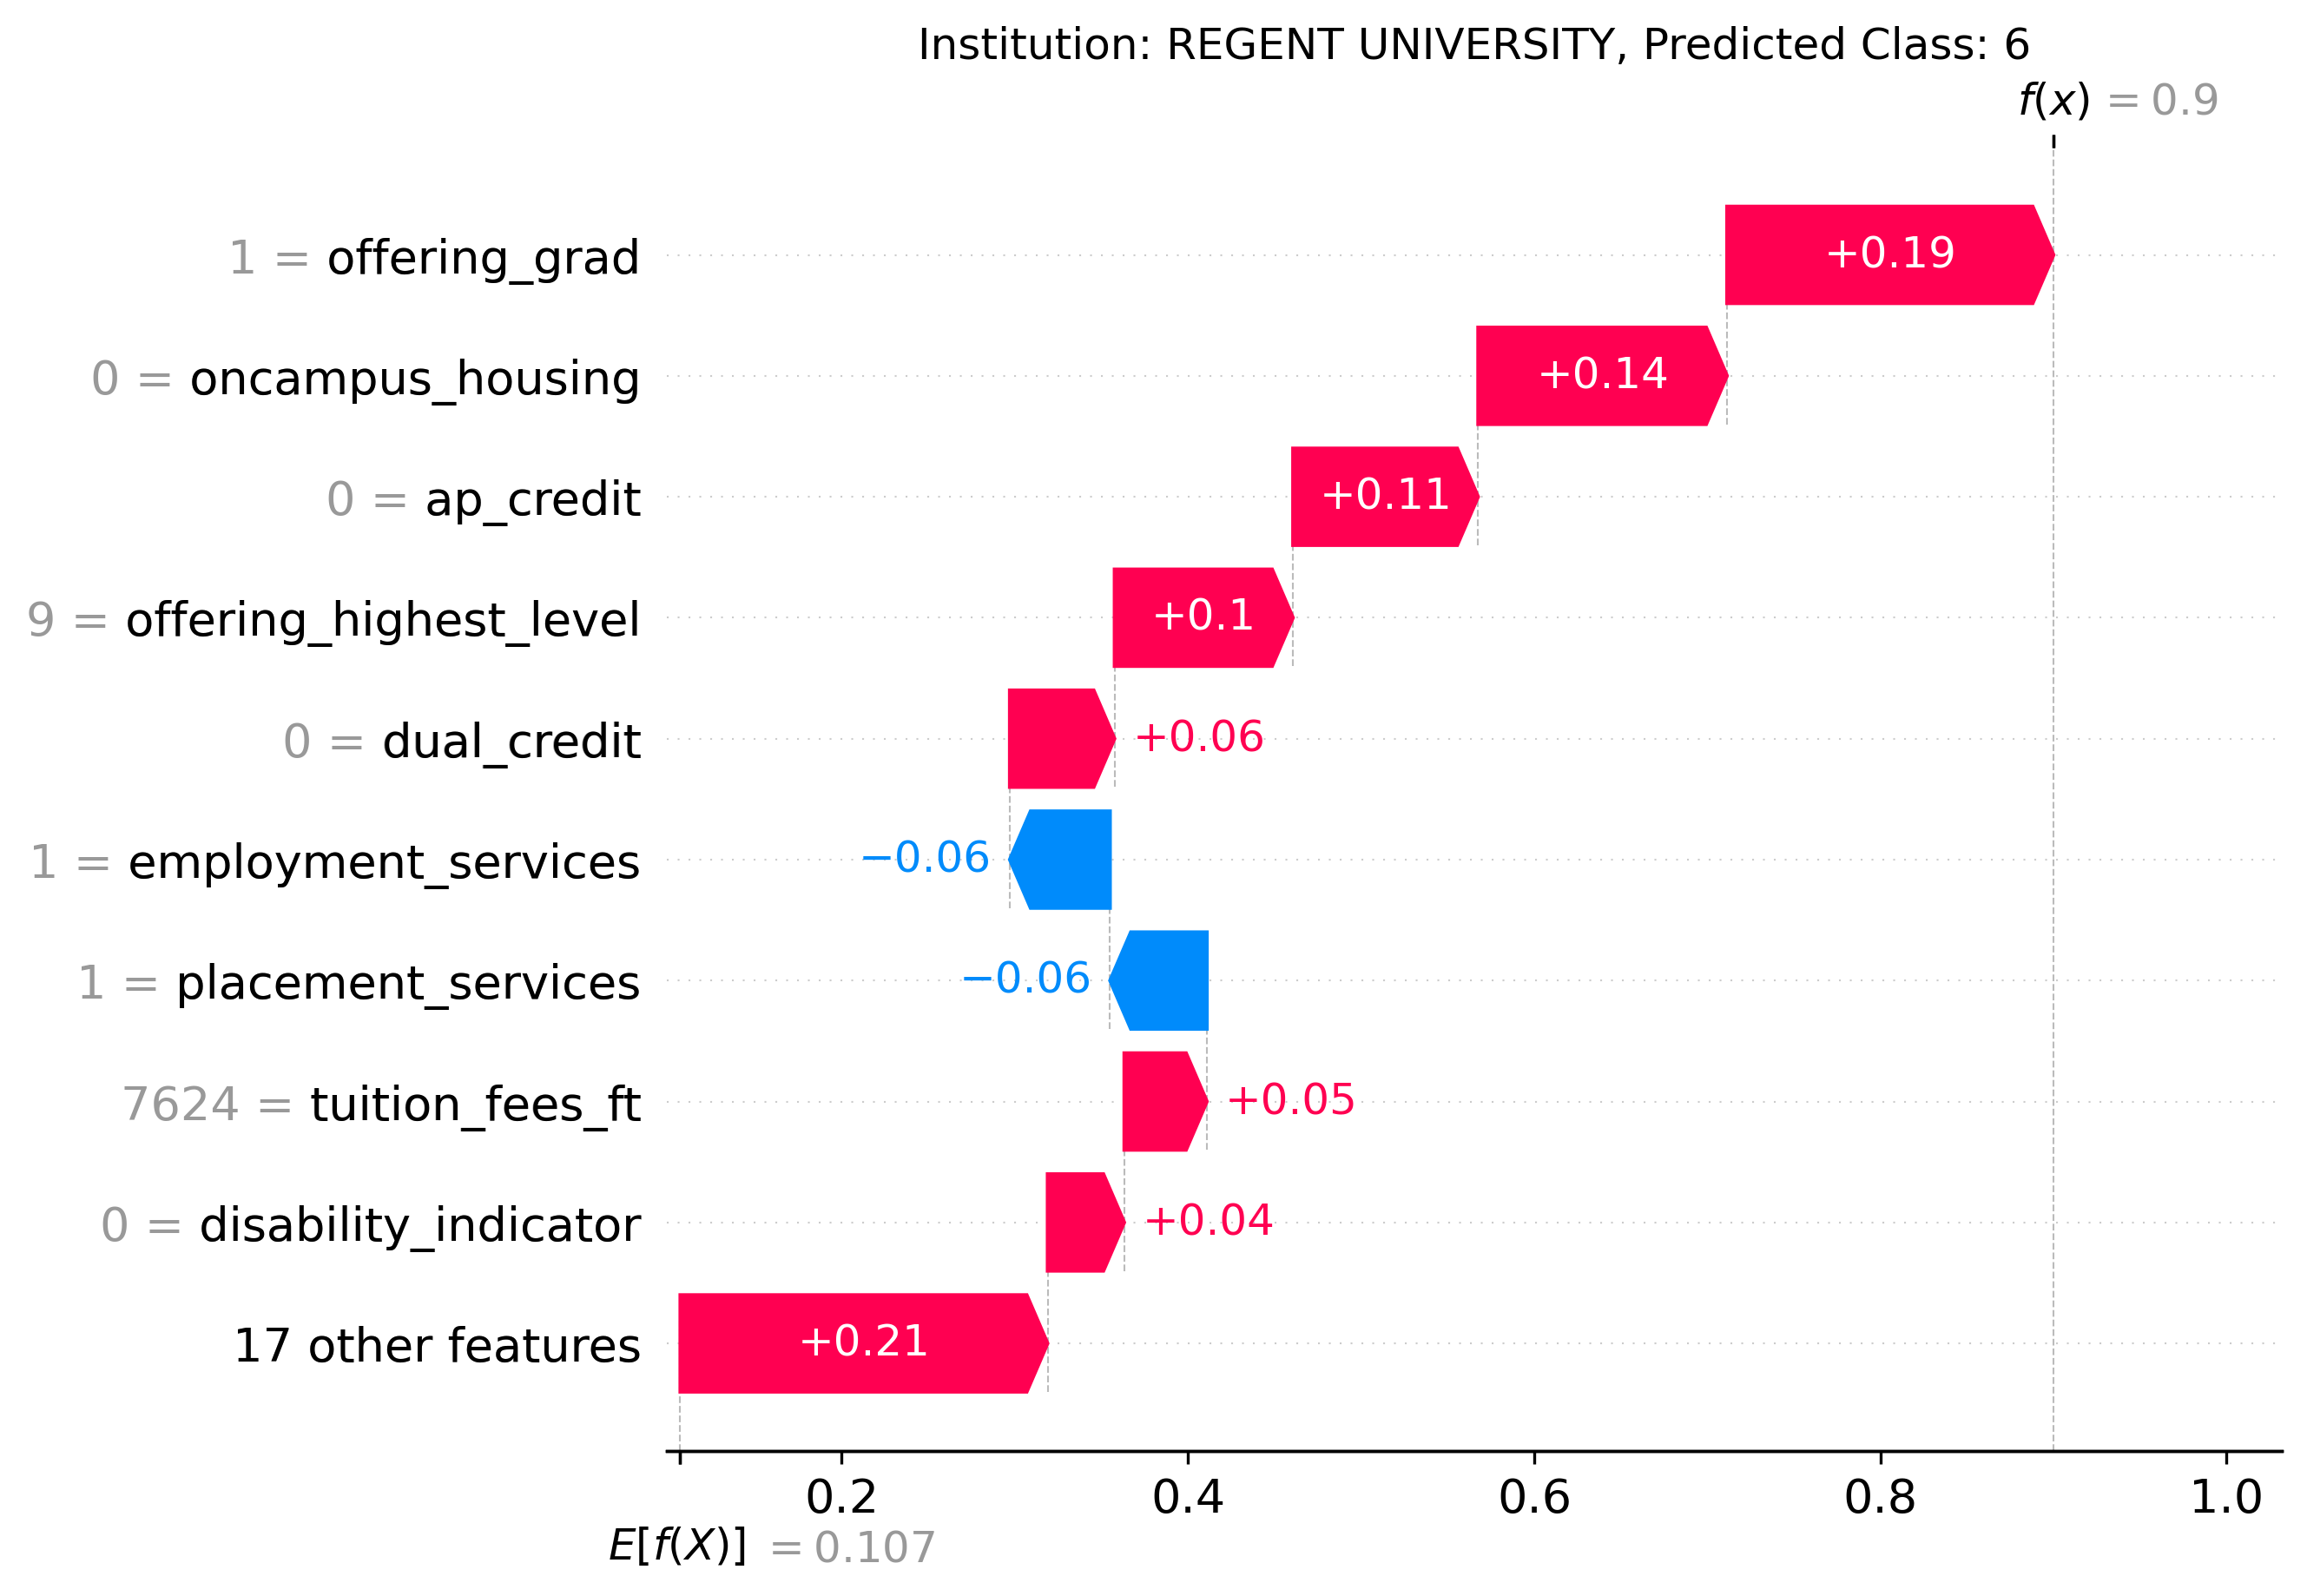 Institution: REGENT UNIVERSITY, Predicted Class: 6
f(x) = 0.9
1 = offering_grad
+0.19
0 = oncampus_housing
+0.14
0 = ap_credit
+0.11
9 = offering_highest_level
+0.1
0 = dual_credit
+0.06
1 = employment_services
−0.06
1 = placement_services
−0.06
7624 = tuition_fees_ft
+0.05
0 = disability_indicator
+0.04
17 other features
+0.21
0.2 0.4 0.6 0.8 1.0
E[f(X)] = 0.107